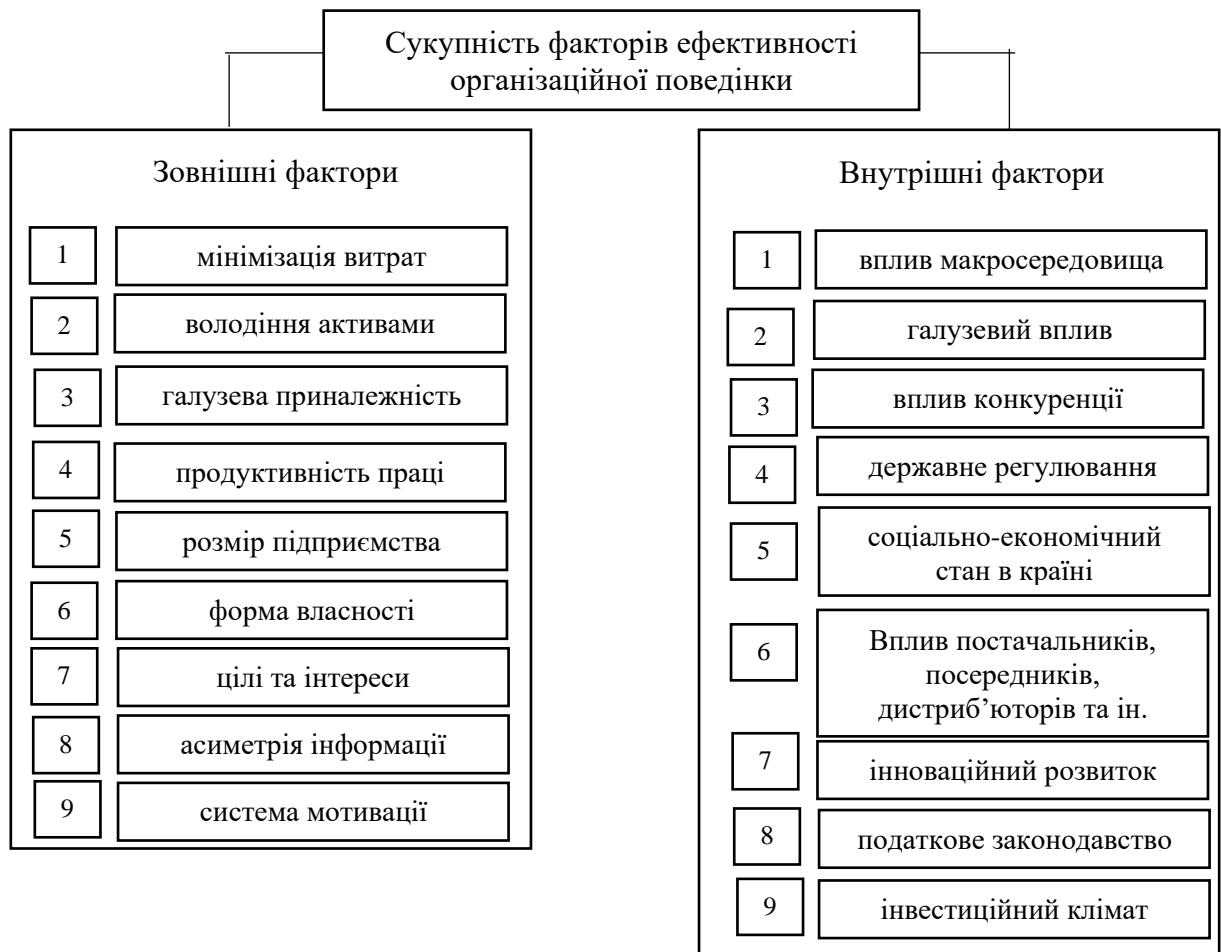 Сукупність факторів ефективності
організаційної поведінки
Зовнішні фактори
1 мінімізація витрат
2 володіння активами
3 галузева приналежність
4 продуктивність праці
5 розмір підприємства
6 форма власності
7 цілі та інтереси
8 асиметрія інформації
9 система мотивації
Внутрішні фактори
1 вплив макросередовища
2 галузевий вплив
3 вплив конкуренції
4 державне регулювання
5 соціально-економічний
стан в країні
6 Вплив постачальників,
посередників,
дистриб’юторів та ін.
7 інноваційний розвиток
8 податкове законодавство
9 інвестиційний клімат